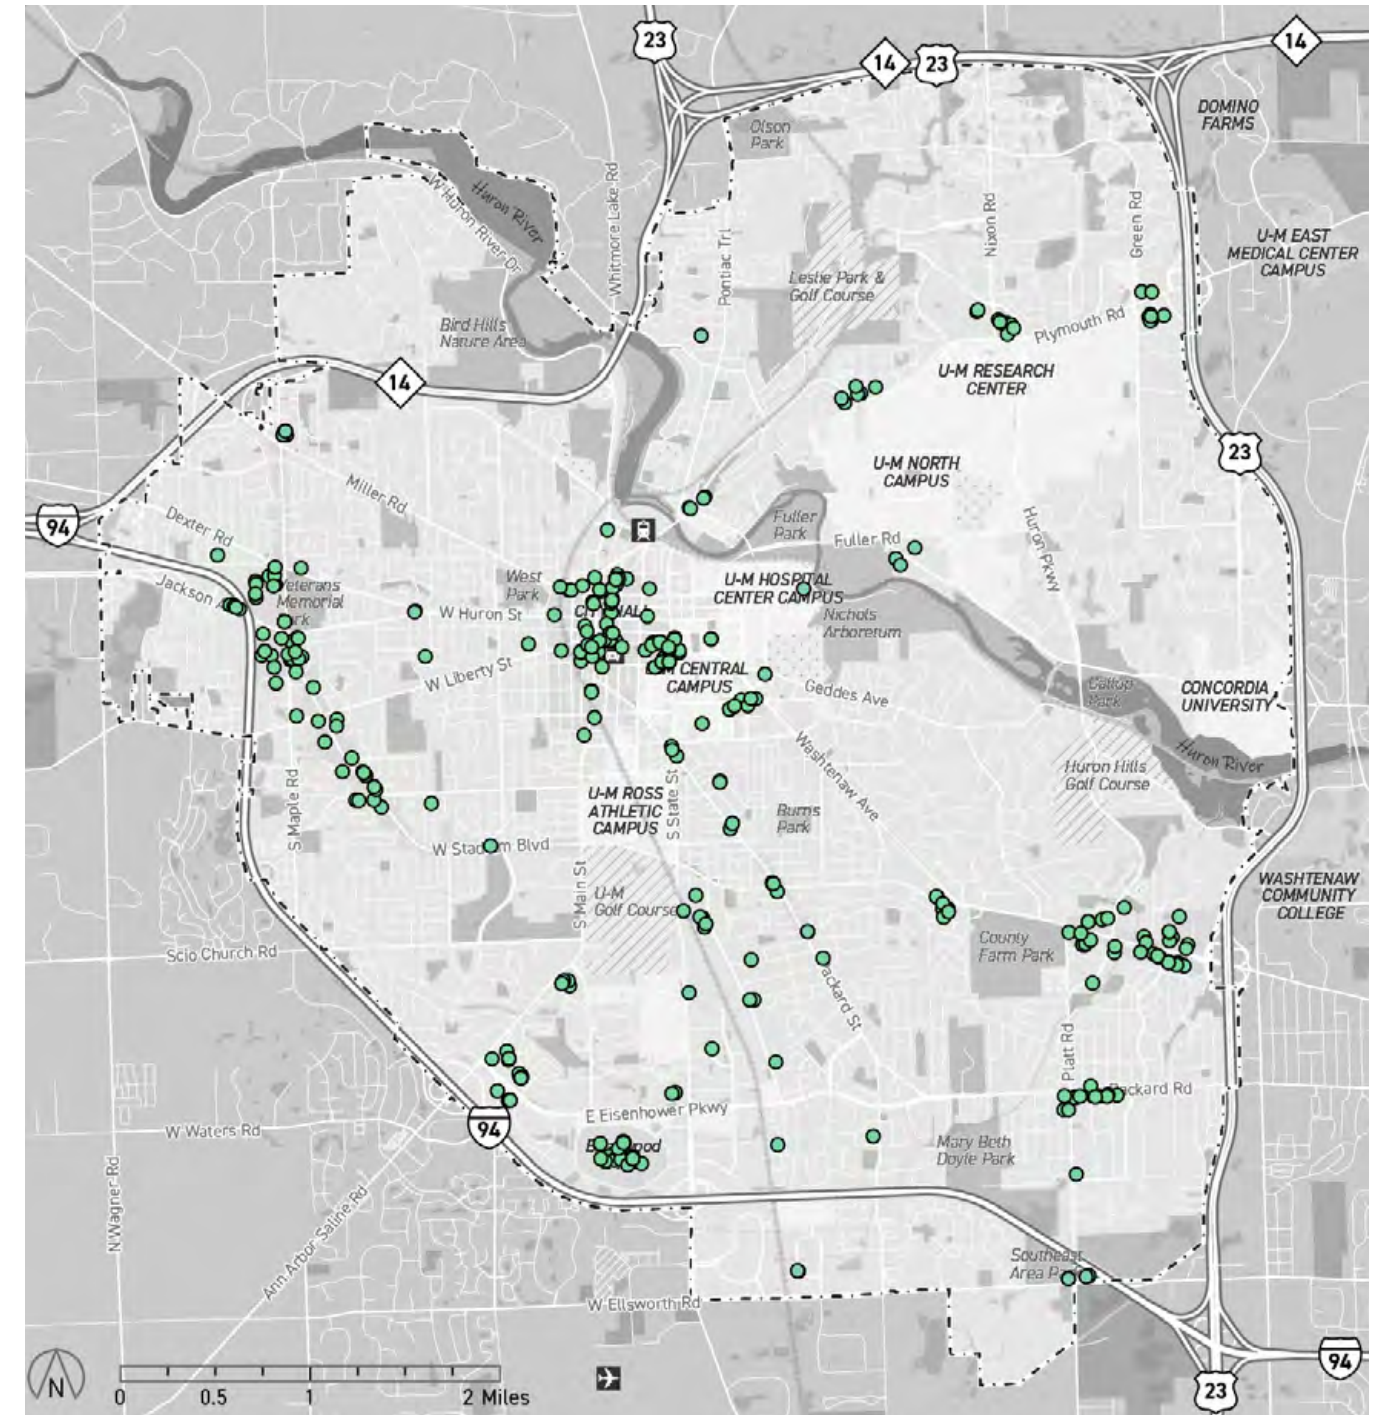 23
14
23
14
DOMINO
FARMS
Olson
Park
W Huron River Dr
Huron River
Whitmore Lake Rd
Pontiac Trl
Nixon Rd
Green Rd
U-M EAST
MEDICAL CENTER
CAMPUS
Leslie Park &
Golf Course
Bird Hills
Nature Area
Plymouth Rd
14
U-M RESEARCH
CENTER
23
U-M NORTH
CAMPUS
Miller Rd
94
Dexter Rd
Fuller
Park
Fuller Rd
Huron Pkwy
Jackson
Veterans
Memorial
West
Park
W Huron St
U-M HOSPITAL
CENTER CAMPUS
Nichols
Arboretum
W Liberty St
CENTRAL
CAMPUS
Geddes Ave
Gallup
Park
CONCORDIA
UNIVERSITY
Huron River
Washtenaw Ave
Huron Hills
Golf Course
S Maple Rd
S State St
U-M ROSS
ATHLETIC
CAMPUS
Burns
Park
W Stadium Blvd
S Main St
U-M
Golf Course
WASHTENAW
COMMUNITY
COLLEGE
Scio Church Rd
County
Farm Park
Packard St
Platt Rd
Packard Rd
E Eisenhower Pkwy
94
W Waters Rd
Mary Beth
Doyle Park
N Wagner Rd
Ann Arbor Saline Rd
Southeast
Area Park
W Ellsworth Rd
N
0 0.5 1 2 Miles
94
23